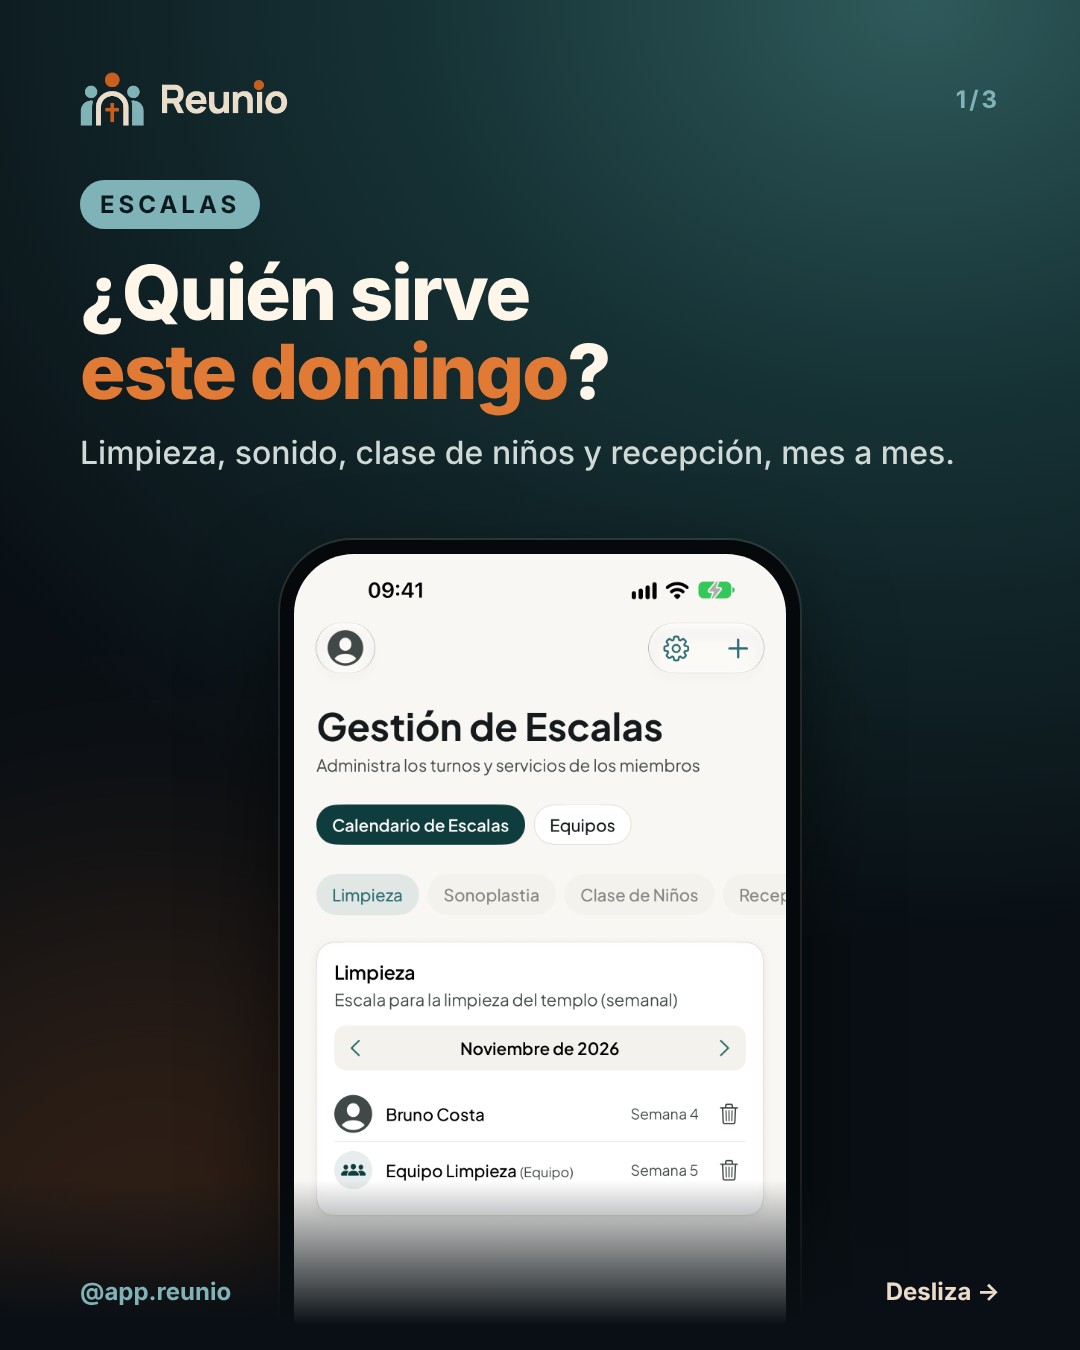 Reunio
1/3
ESCALAS
¿Quién sirve
este domingo?
Limpieza, sonido, clase de niños y recepción, mes a mes.
09:41
Gestión de Escalas
Administra los turnos y servicios de los miembros
Calendario de Escalas Equipos
Limpieza Sonoplastia Clase de Niños Recep
Limpieza
Escala para la limpieza del templo (semanal)
Noviembre de 2026
Bruno Costa Semana 4
Equipo Limpieza (Equipo) Semana 5
@app.reunio Desliza →